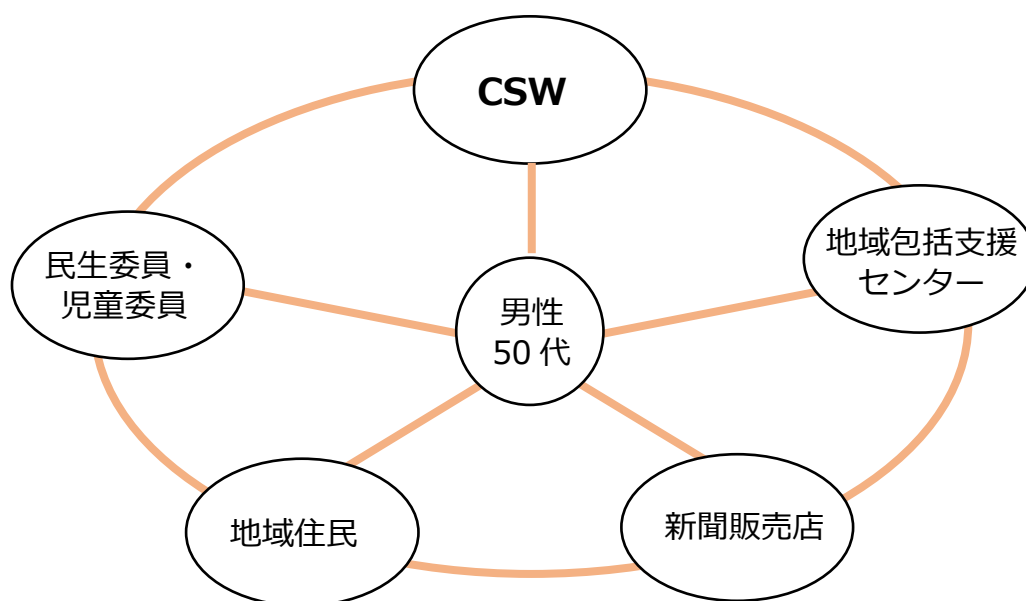 CSW
民生委員・
児童委員
地域包括支援
センター
男性
50 代
地域住民
新聞販売店